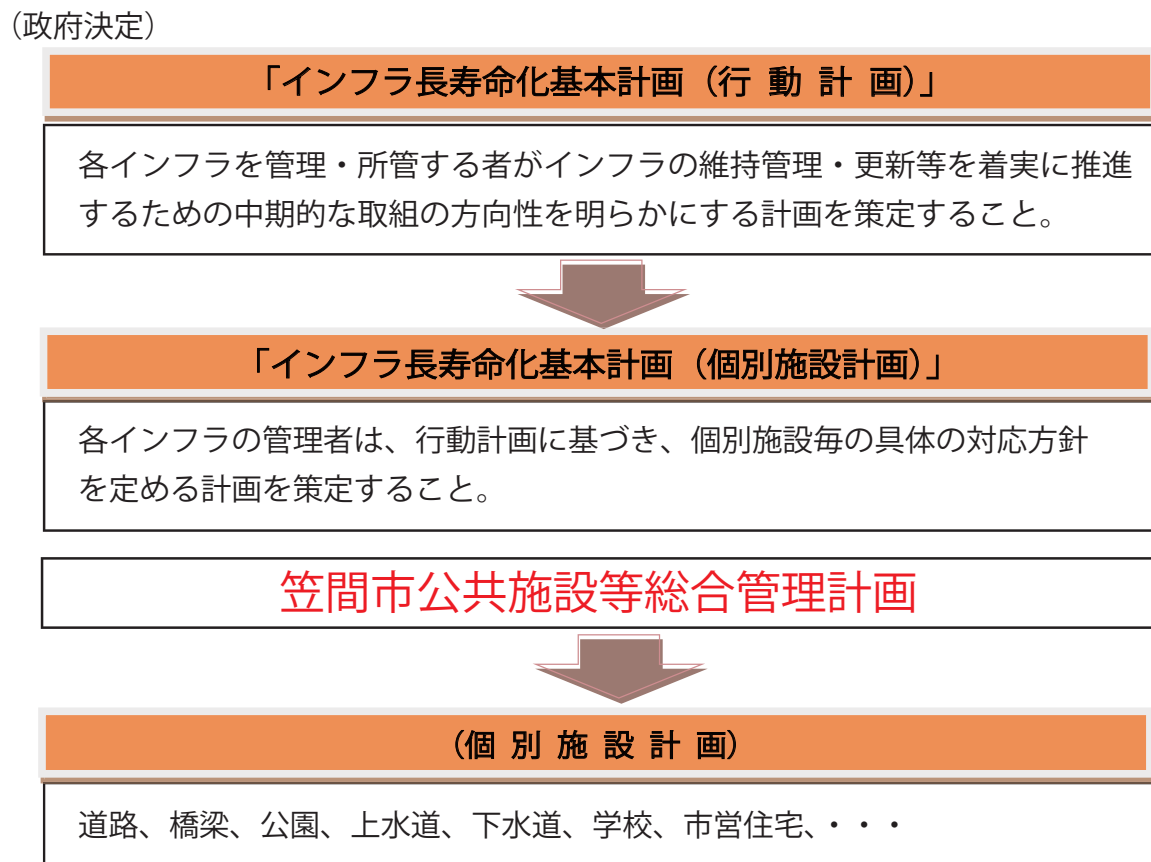 （政府決定）
「インフラ長寿命化基本計画（行 動 計 画）」
各インフラを管理・所管する者がインフラの維持管理・更新等を着実に推進
するための中期的な取組の方向性を明らかにする計画を策定すること。
「インフラ長寿命化基本計画（個別施設計画）」
各インフラの管理者は、行動計画に基づき、個別施設毎の具体の対応方針
を定める計画を策定すること。
笠間市公共施設等総合管理計画
（個 別 施 設 計 画）
道路、橋梁、公園、上水道、下水道、学校、市営住宅、・・・